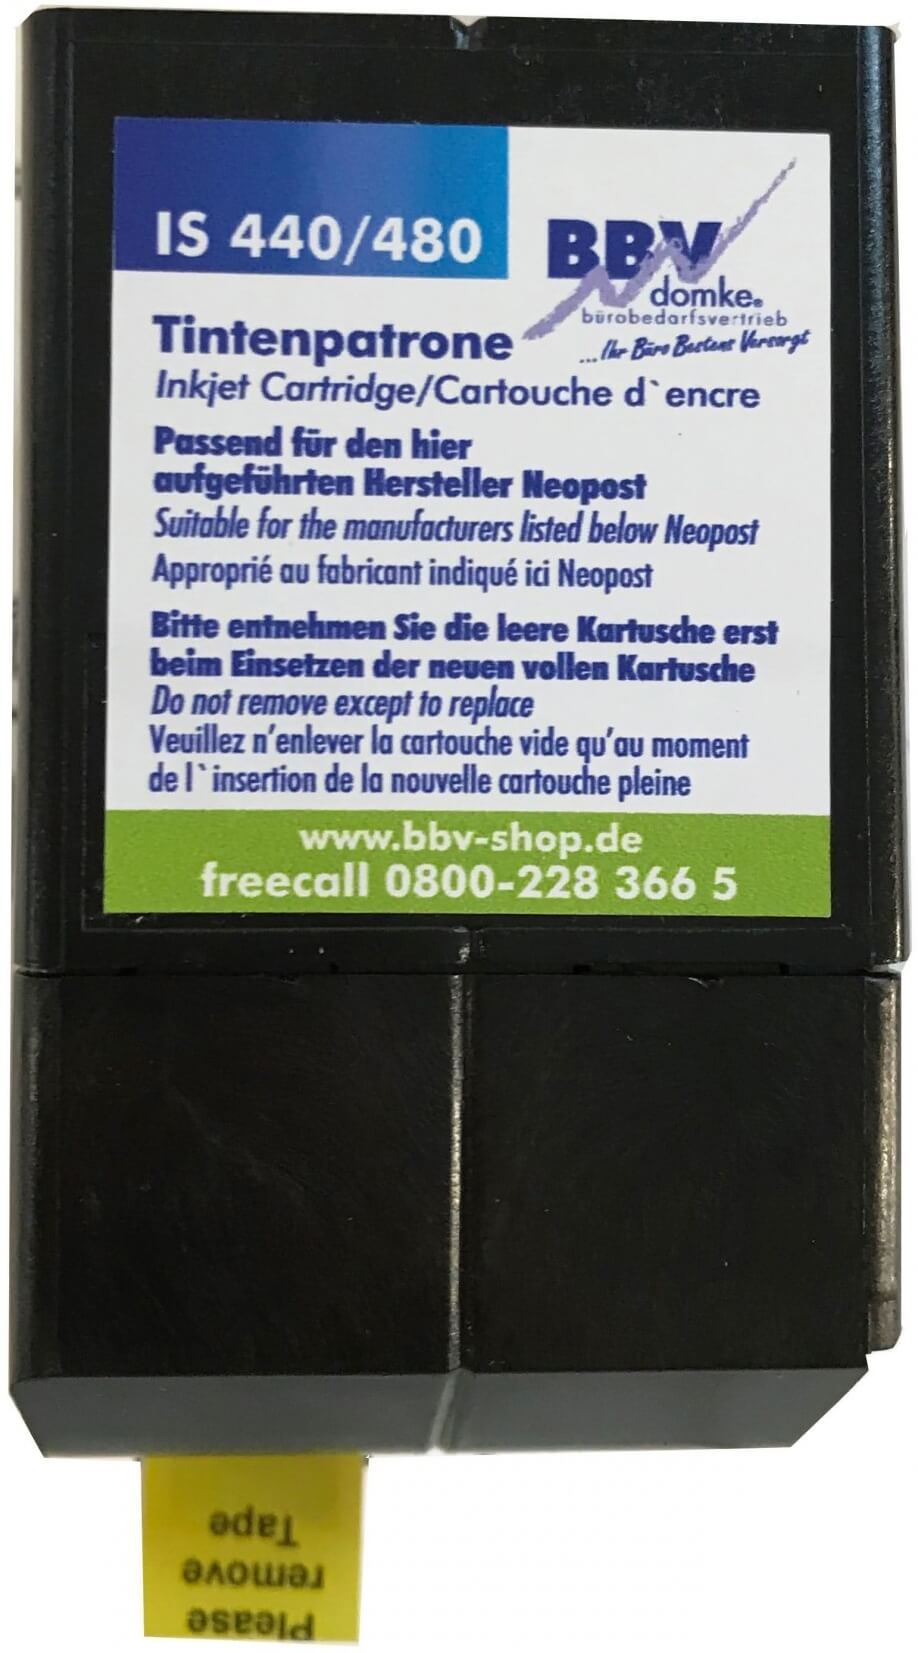 IS 440/480
BBV
domke.
bürobedarfsvertrieb
...Ihr Büro Bestens Versorgt
Tintenpatrone
Inkjet Cartridge/Cartouche d`encre
Passend für den hier
aufgeführten Hersteller Neopost
Suitable for the manufacturers listed below Neopost
Approprié au fabricant indiqué ici Neopost
Bitte entnehmen Sie die leere Kartusche erst
beim Einsetzen der neuen vollen Kartusche
Do not remove except to replace
Veuillez n'enlever la cartouche vide qu'au moment
de l`insertion de la nouvelle cartouche pleine
www.bbv-shop.de
freecall 0800-228 366 5
Please
remove
Tape